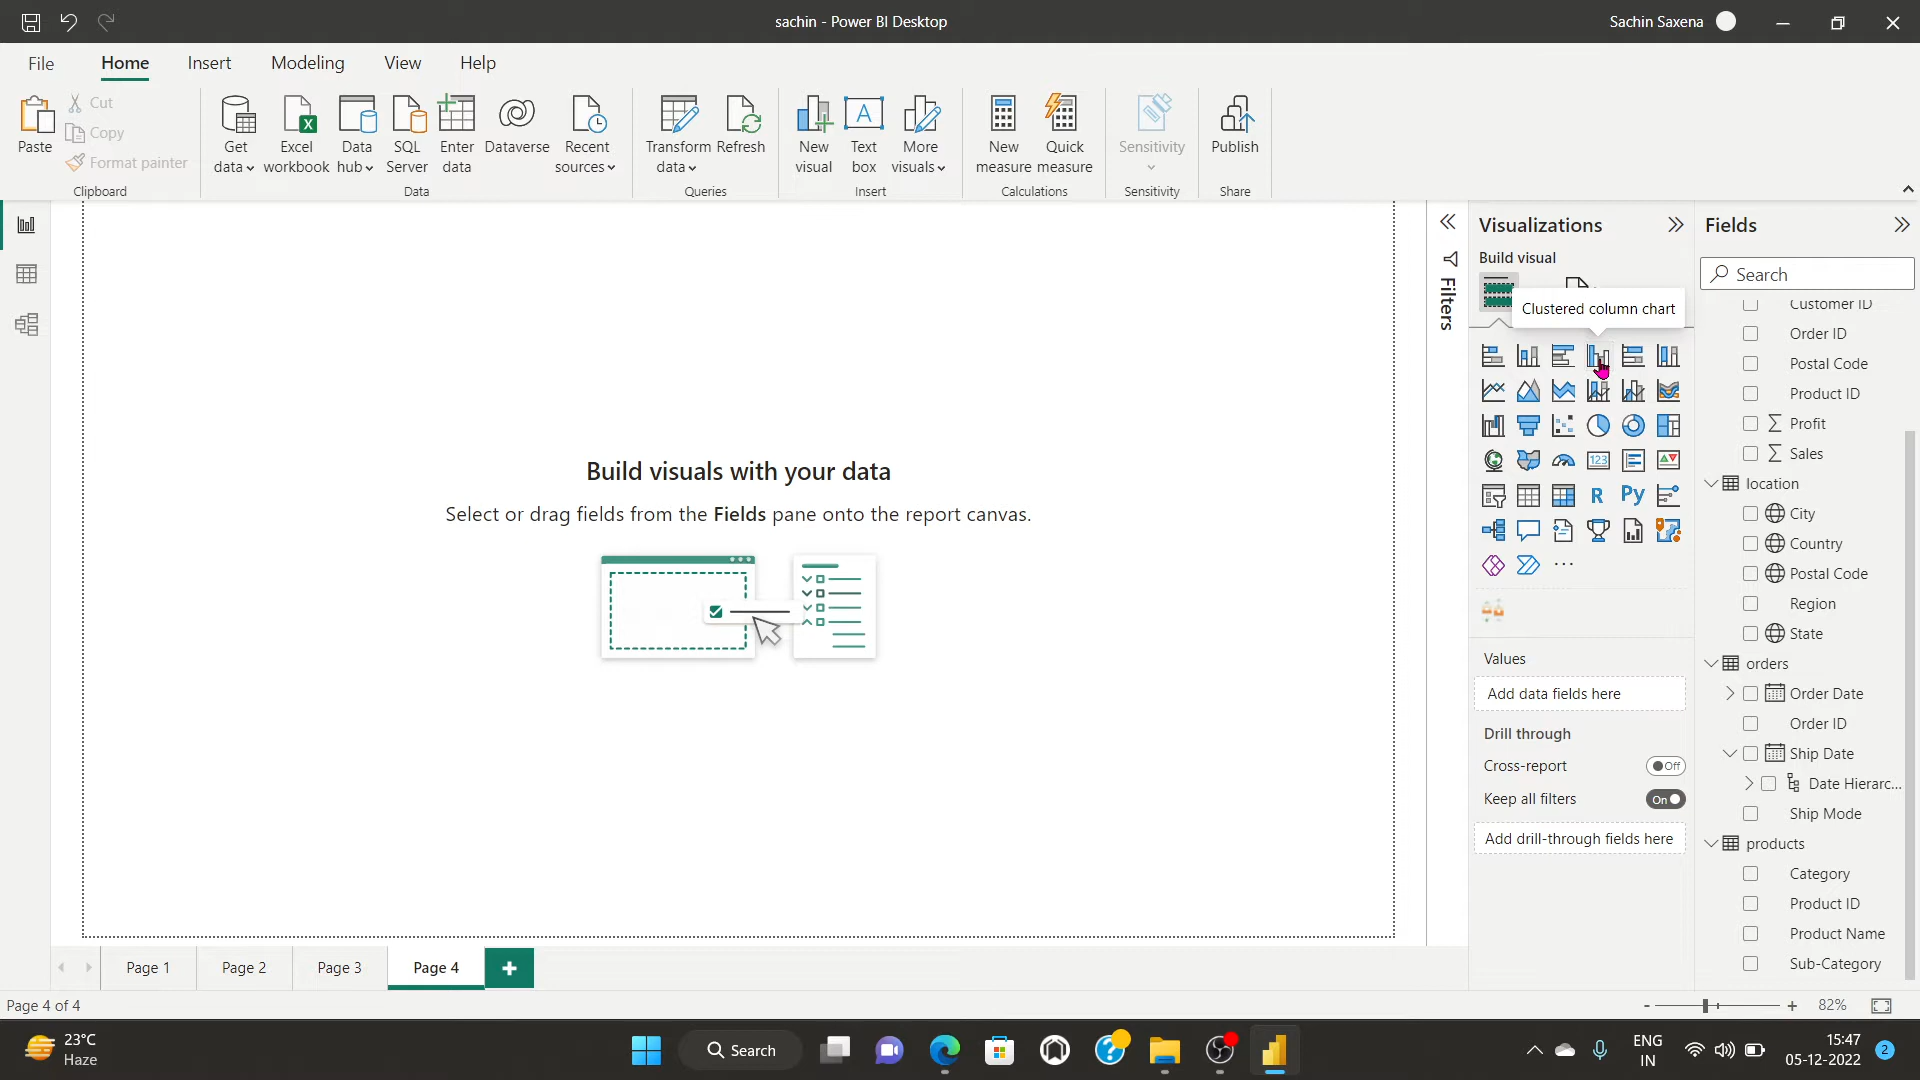 sachin - Power BI Desktop
Sachin Saxena
File
Home
Insert
Modeling
View
Help
Paste
Cut
Copy
Format painter
Clipboard
Get data
Excel workbook
Data hub
SQL Server
Enter data
Dataverse
Recent sources
Data
Transform data
Refresh
Queries
New visual
Text box
More visuals
Insert
New measure
Quick measure
Calculations
Sensitivity
Sensitivity
Publish
Share
Build visuals with your data
Select or drag fields from the Fields pane onto the report canvas.
Filters
Visualizations
Build visual
Clustered column chart
123
R
Py
Values
Add data fields here
Drill through
Cross-report
Off
Keep all filters
On
Add drill-through fields here
Fields
Search
Customer ID
Order ID
Postal Code
Product ID
Profit
Sales
location
City
Country
Postal Code
Region
State
orders
Order Date
Order ID
Ship Date
Date Hierarc...
Ship Mode
products
Category
Product ID
Product Name
Sub-Category
Page 1
Page 2
Page 3
Page 4
Page 4 of 4
82%
23°C
Haze
Search
ENG
IN
15:47
05-12-2022
2